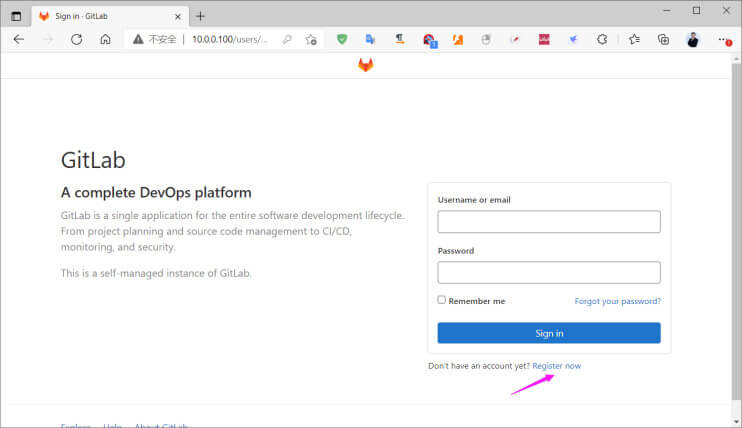 Sign in · GitLab
不安全
10.0.0.100/users/...
1
GitLab
A complete DevOps platform
GitLab is a single application for the entire software development lifecycle.
From project planning and source code management to CI/CD,
monitoring, and security.
This is a self-managed instance of GitLab.
Username or email
Password
Remember me
Forgot your password?
Sign in
Don't have an account yet? Register now
Explore
Help
About GitLab